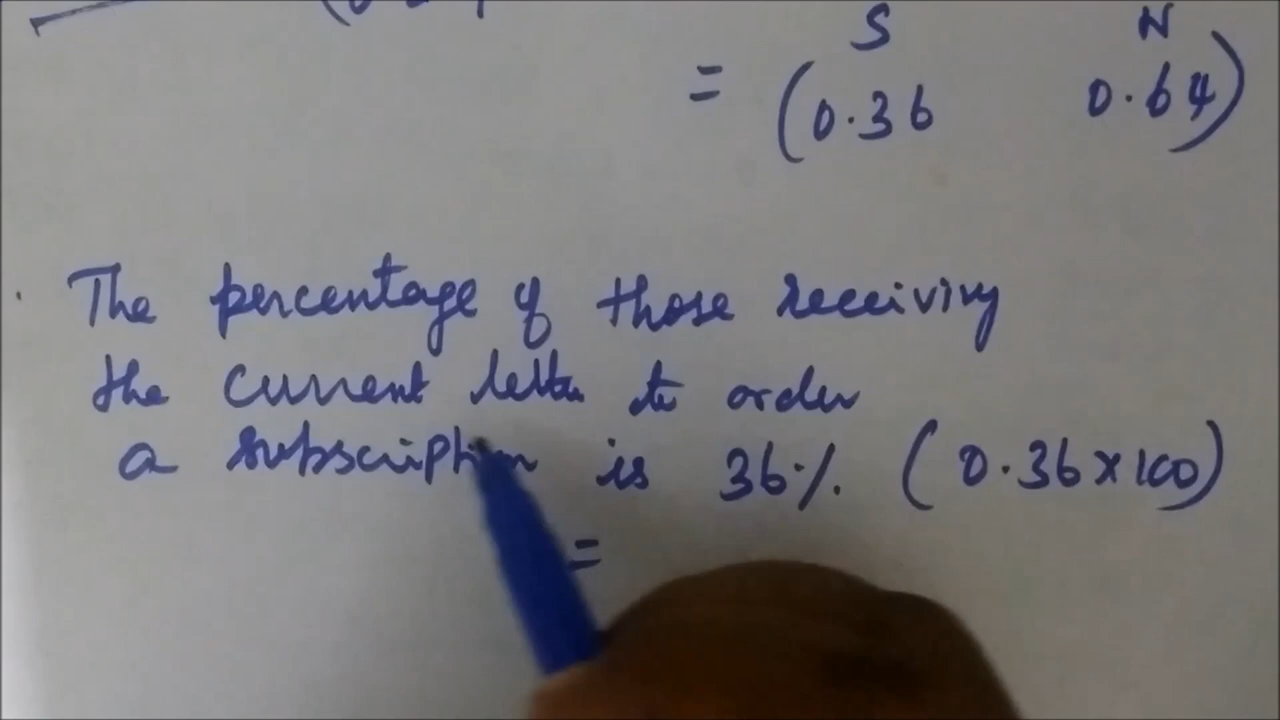 S N
= (0.36 0.64)
The percentage of those receiving
the current letter to order
a subscription is 36%. (0.36×100)
=